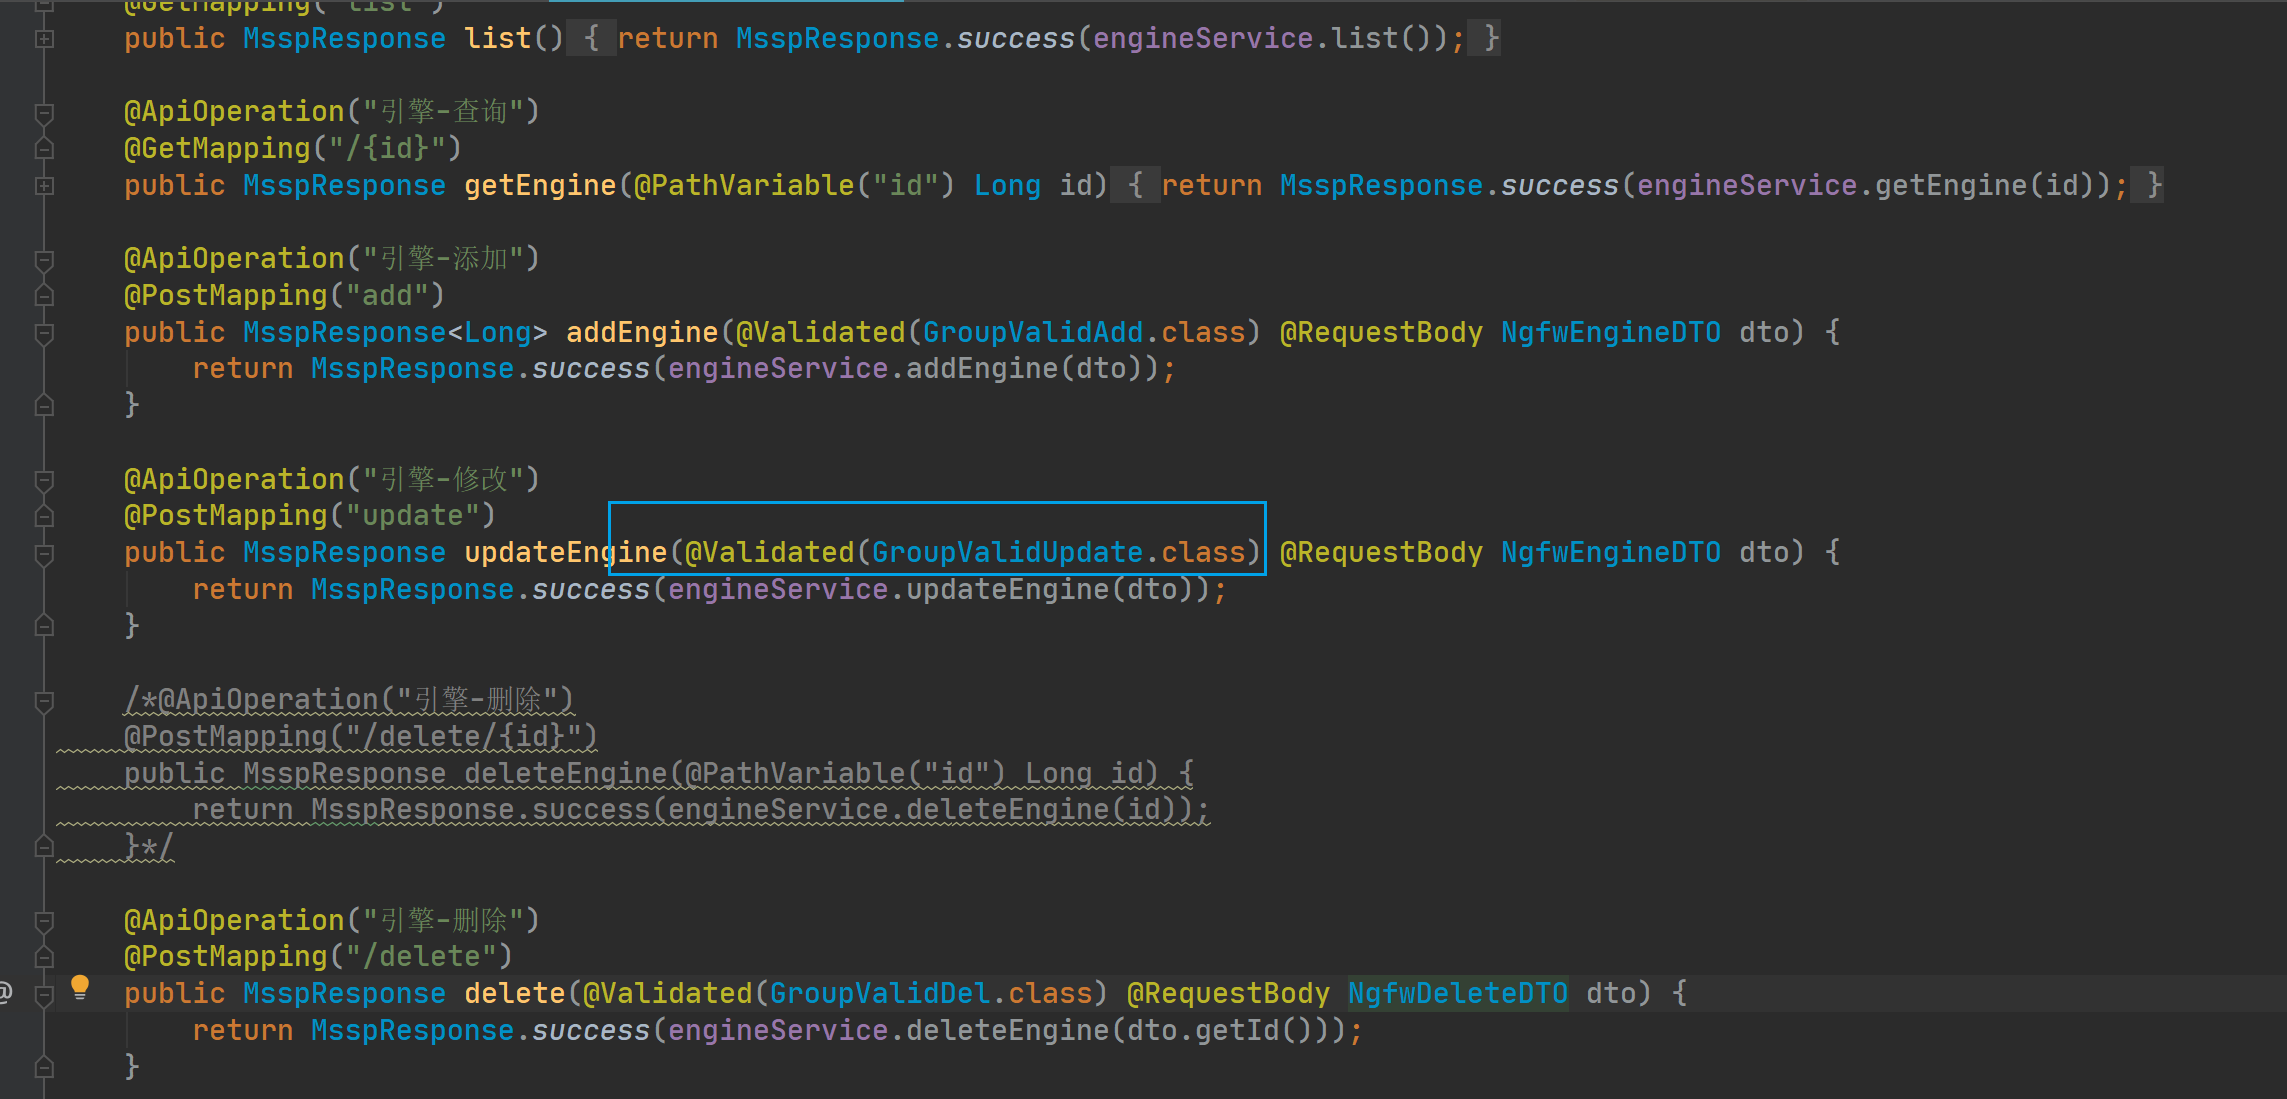 @GetMapping("list")
public MsspResponse list() { return MsspResponse.success(engineService.list()); }
@ApiOperation("引擎-查询")
@GetMapping("/{id}")
public MsspResponse getEngine(@PathVariable("id") Long id) { return MsspResponse.success(engineService.getEngine(id)); }
@ApiOperation("引擎-添加")
@PostMapping("add")
public MsspResponse<Long> addEngine(@Validated(GroupValidAdd.class) @RequestBody NgfwEngineDTO dto) {
return MsspResponse.success(engineService.addEngine(dto));
}
@ApiOperation("引擎-修改")
@PostMapping("update")
public MsspResponse updateEngine(@Validated(GroupValidUpdate.class) @RequestBody NgfwEngineDTO dto) {
return MsspResponse.success(engineService.updateEngine(dto));
}
/*@ApiOperation("引擎-删除")
@PostMapping("/delete/{id}")
public MsspResponse deleteEngine(@PathVariable("id") Long id) {
return MsspResponse.success(engineService.deleteEngine(id));
}*/
@ApiOperation("引擎-删除")
@PostMapping("/delete")
public MsspResponse delete(@Validated(GroupValidDel.class) @RequestBody NgfwDeleteDTO dto) {
return MsspResponse.success(engineService.deleteEngine(dto.getId()));
}